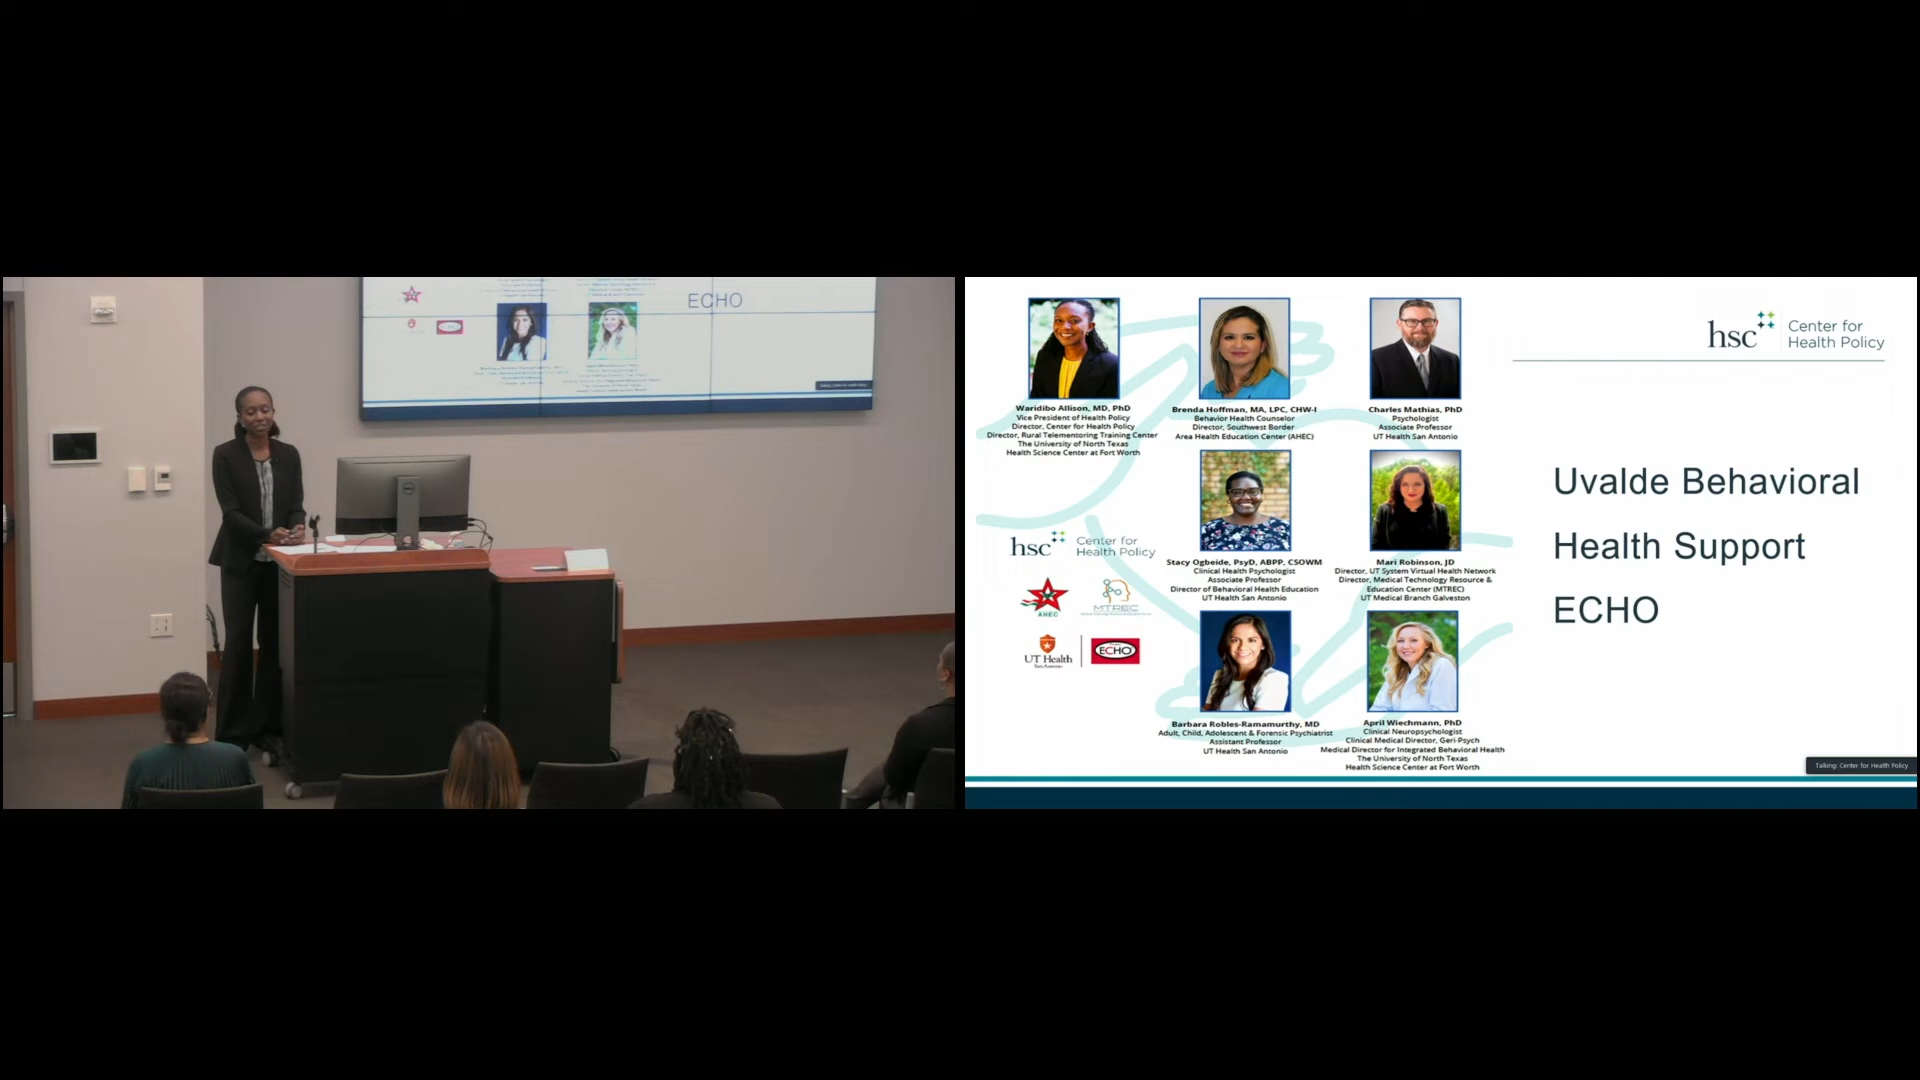 ECHO
hsc
Center for
Health Policy
Waridibo Allison, MD, PhD
Vice President of Health Policy
Director, Center for Health Policy
Director, Rural Telementoring Training Center
The University of North Texas
Health Science Center at Fort Worth
Brenda Hoffman, MA, LPC, CHW-I
Behavior Health Counselor
Director, Southwest Border
Area Health Education Center (AHEC)
Charles Mathias, PhD
Psychologist
Associate Professor
UT Health San Antonio
Uvalde Behavioral
Health Support
ECHO
hsc
Center for
Health Policy
AHEC
MTREC
UT Health
San Antonio
ECHO
Stacy Ogbeide, PsyD, ABPP, CSOWM
Clinical Health Psychologist
Associate Professor
Director of Behavioral Health Education
UT Health San Antonio
Mari Robinson, JD
Director, UT System Virtual Health Network
Director, Medical Technology Resource &
Education Center (MTREC)
UT Medical Branch Galveston
Barbara Robles-Ramamurthy, MD
Adult, Child, Adolescent & Forensic Psychiatrist
Assistant Professor
UT Health San Antonio
April Wiechmann, PhD
Clinical Neuropsychologist
Clinical Medical Director, Geri-Psych
Medical Director for Integrated Behavioral Health
The University of North Texas
Health Science Center at Fort Worth
Talking: Center for Health Policy